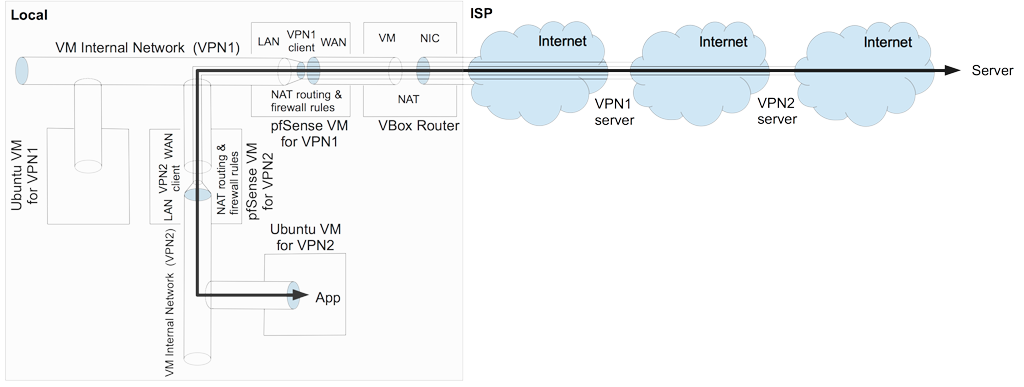 Local
ISP
VM Internal Network (VPN1)
LAN
VPN1
client
WAN
VM
NIC
Internet
Internet
Internet
Server
NAT routing &
firewall rules
NAT
pfSense VM
for VPN1
VBox Router
VPN1
server
VPN2
server
Ubuntu VM
for VPN1
LAN
VPN2
client
WAN
NAT routing &
firewall rules
pfSense VM
for VPN2
Ubuntu VM
for VPN2
VM Internal Network (VPN2)
App